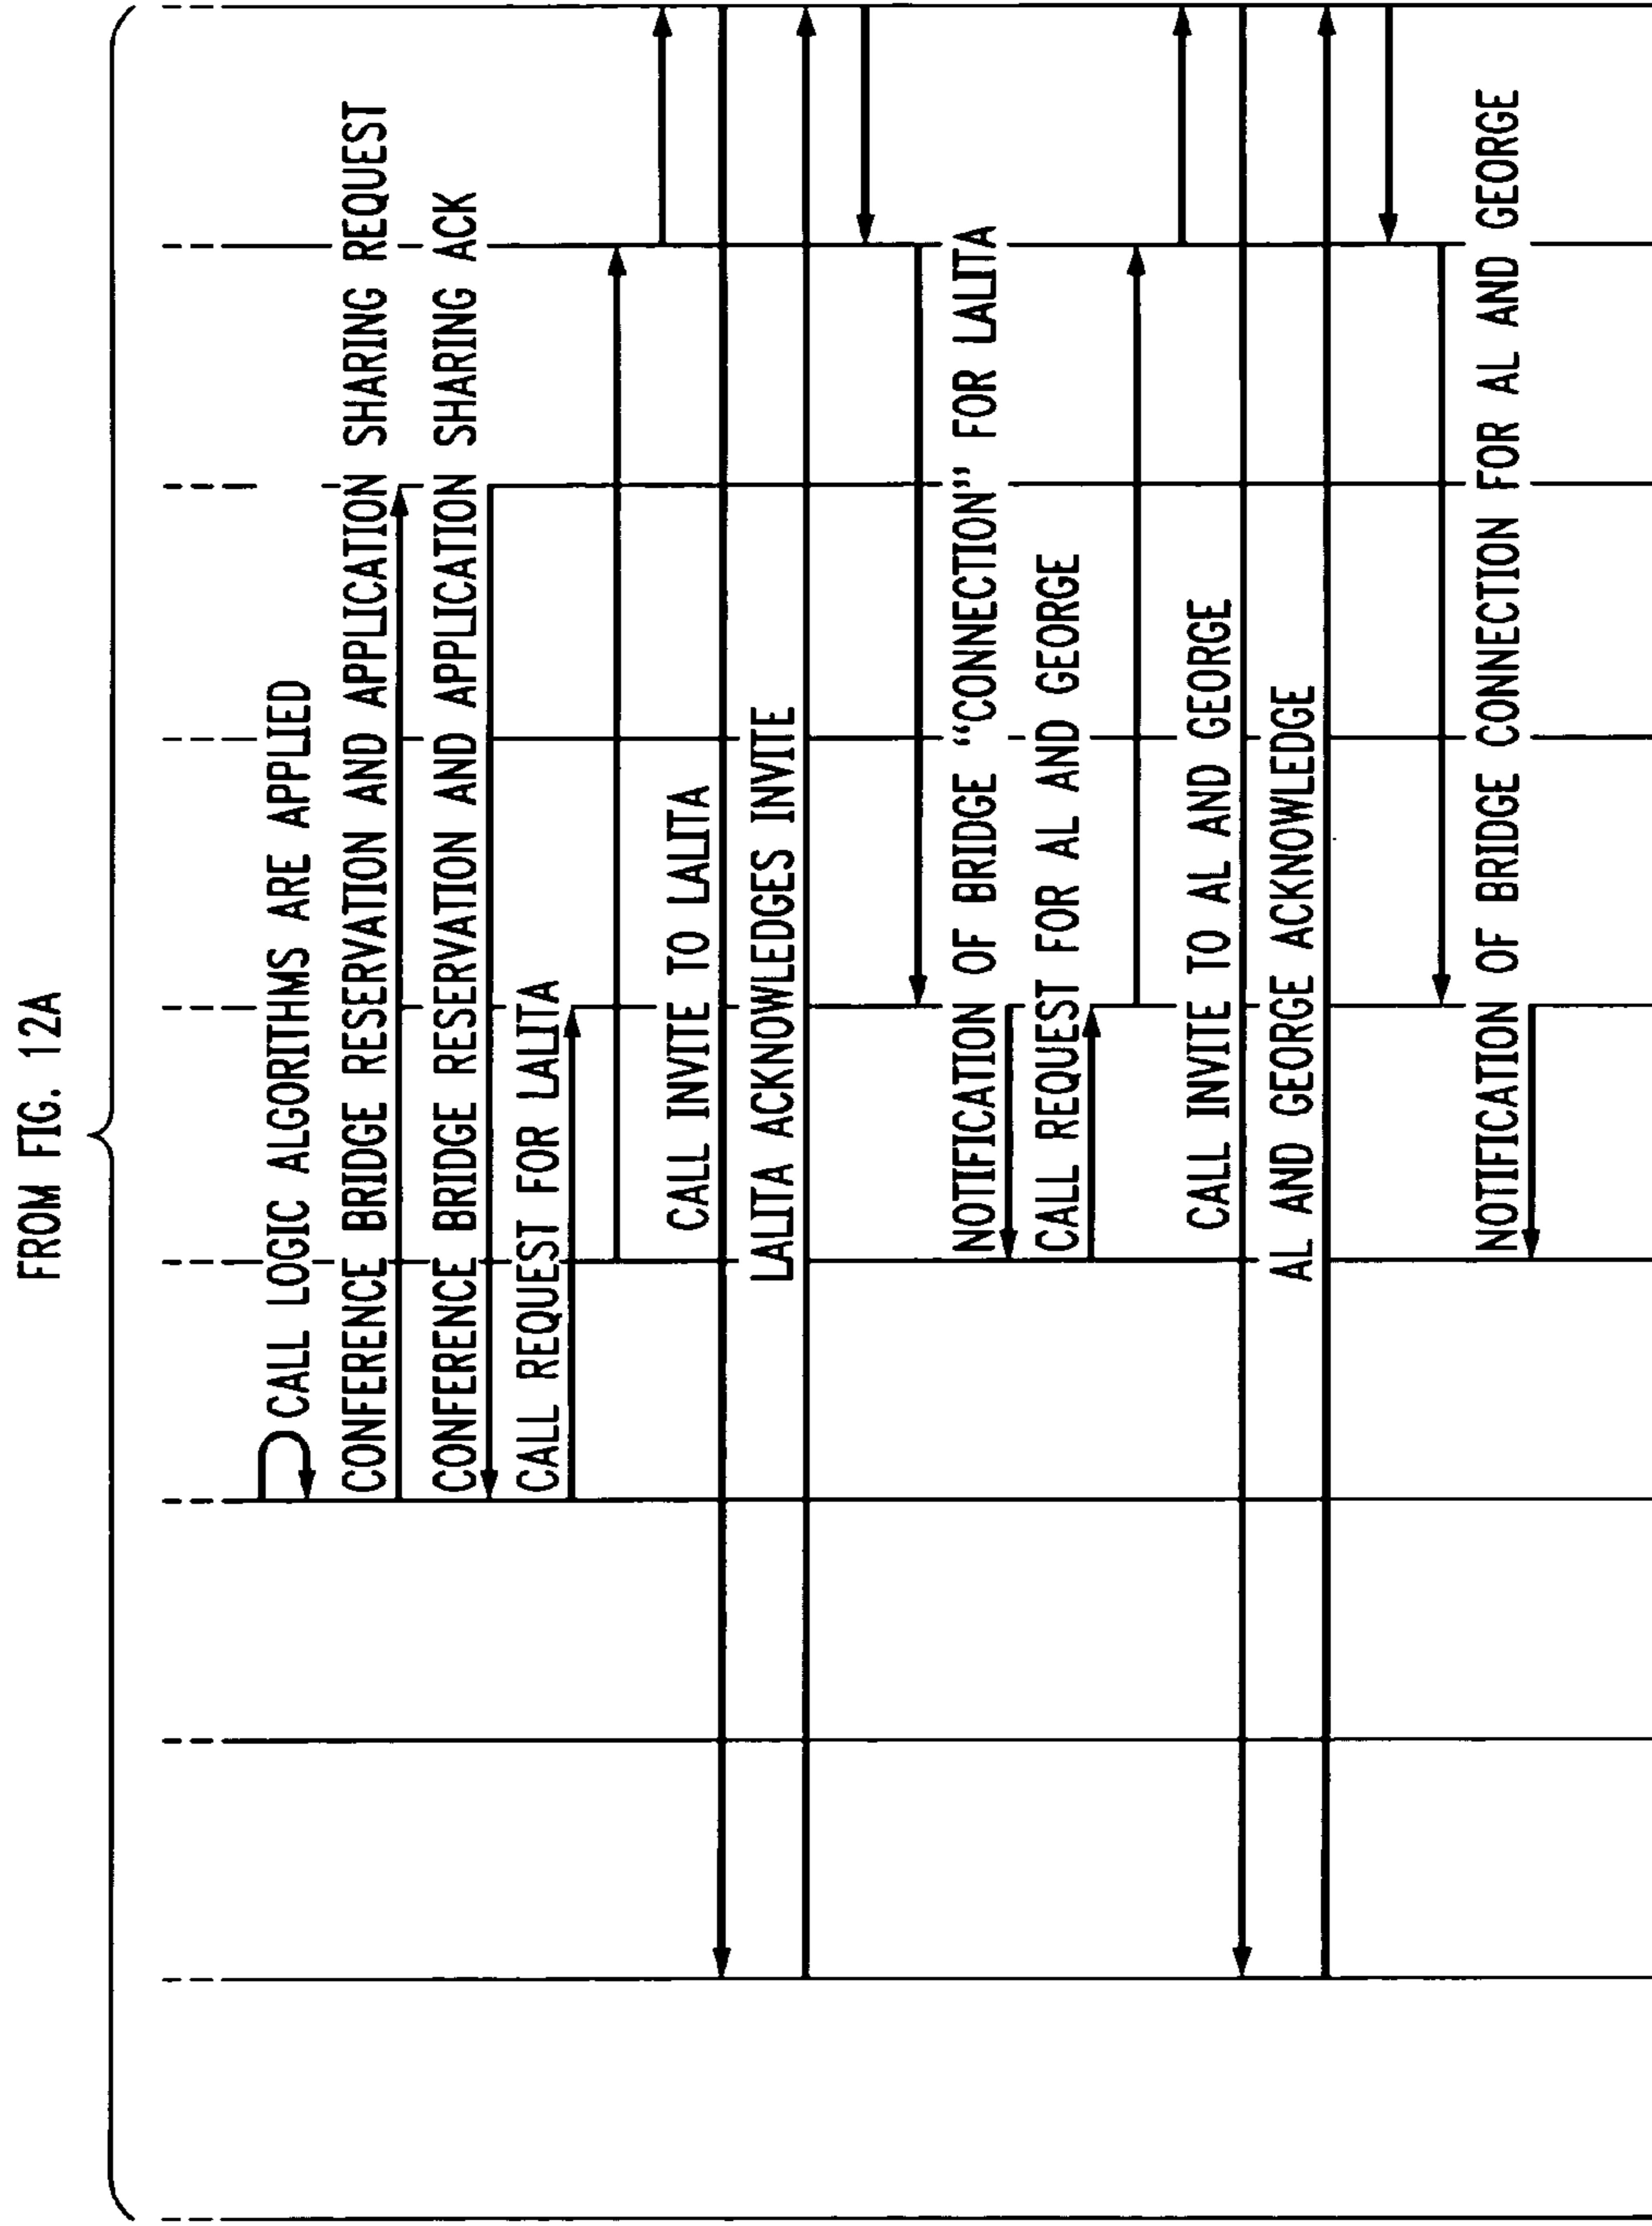 FROM FIG. 12A
CALL LOGIC ALGORITHMS ARE APPLIED
CONFERENCE BRIDGE RESERVATION AND APPLICATION SHARING REQUEST
CONFERENCE BRIDGE RESERVATION AND APPLICATION SHARING ACK
CALL REQUEST FOR LALITA
CALL INVITE TO LALITA
LALITA ACKNOWLEDGES INVITE
NOTIFICATION OF BRIDGE "CONNECTION" FOR LALITA
CALL REQUEST FOR AL AND GEORGE
CALL INVITE TO AL AND GEORGE
AL AND GEORGE ACKNOWLEDGE
NOTIFICATION OF BRIDGE CONNECTION FOR AL AND GEORGE